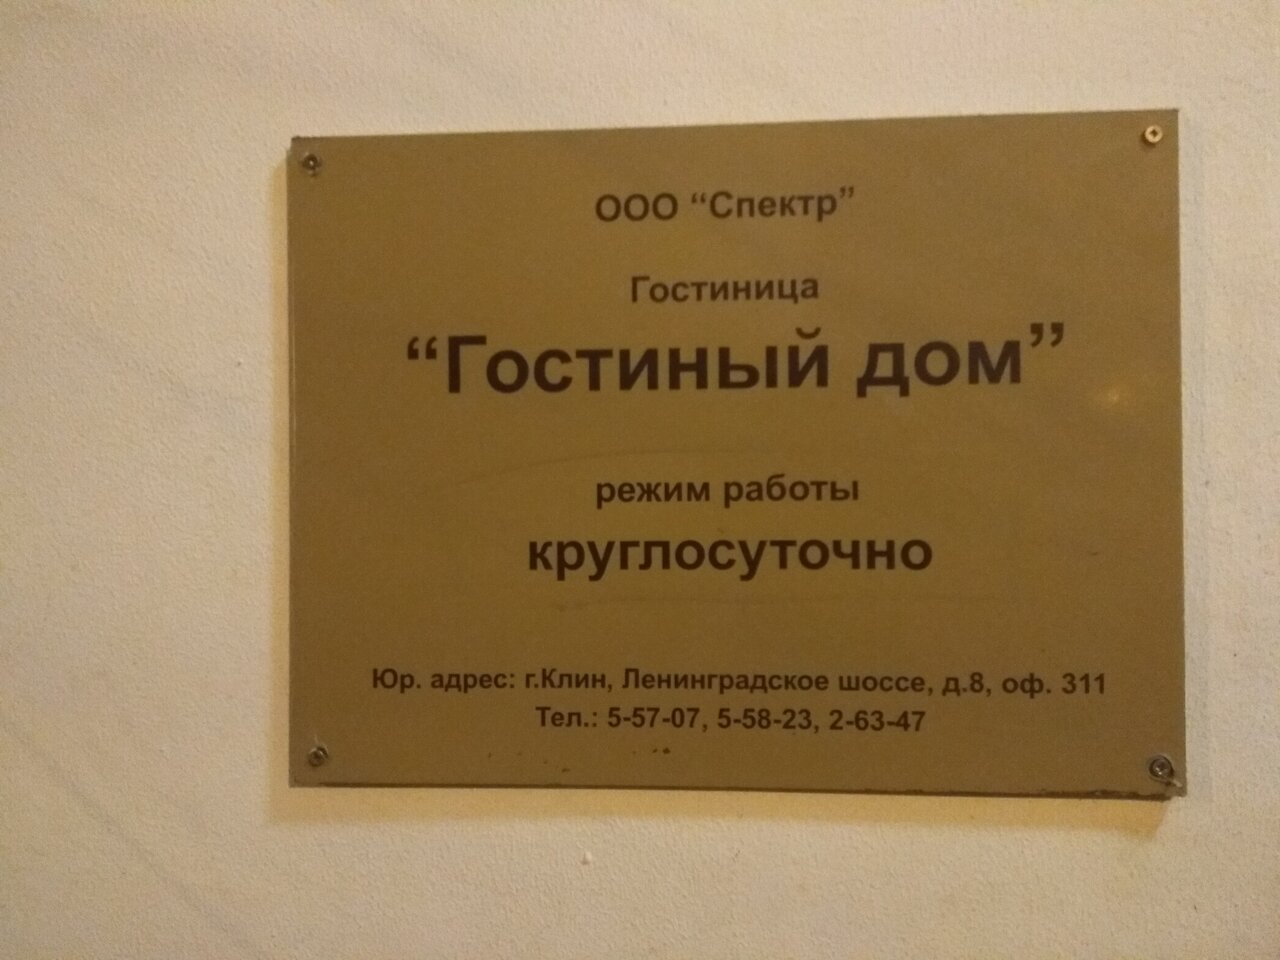 ООО “Спектр”
Гостиница
“Гостиный дом”
режим работы
круглосуточно
Юр. адрес: г.Клин, Ленинградское шоссе, д.8, оф. 311
Тел.: 5-57-07, 5-58-23, 2-63-47